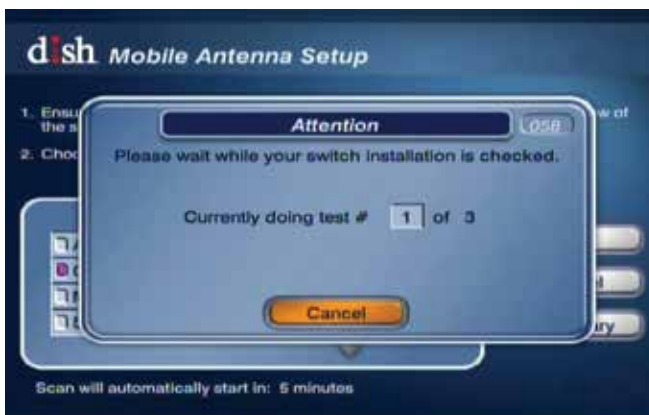 dish Mobile Antenna Setup
1. Ensu
w of
the s
2. Choo
Attention
058
Please wait while your switch installation is checked.
Currently doing test # 1 of 3
Cancel
Scan will automatically start in: 5 minutes